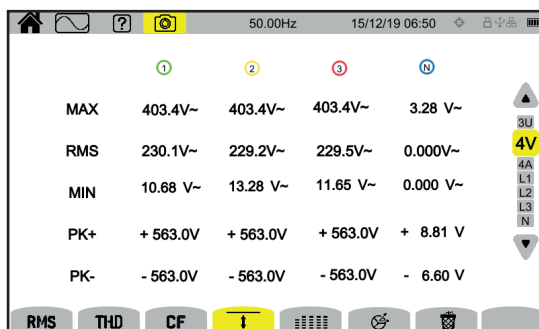 ? 50.00Hz 15/12/19 06:50
1 2 3 N
MAX 403.4V~ 403.4V~ 403.4V~ 3.28 V~
RMS 230.1V~ 229.2V~ 229.5V~ 0.000V~
MIN 10.68 V~ 13.28 V~ 11.65 V~ 0.000 V~
PK+ + 563.0V + 563.0V + 563.0V + 8.81 V
PK- - 563.0V - 563.0V - 563.0V - 6.60 V
3U
4V
4A
L1
L2
L3
N
RMS THD CF